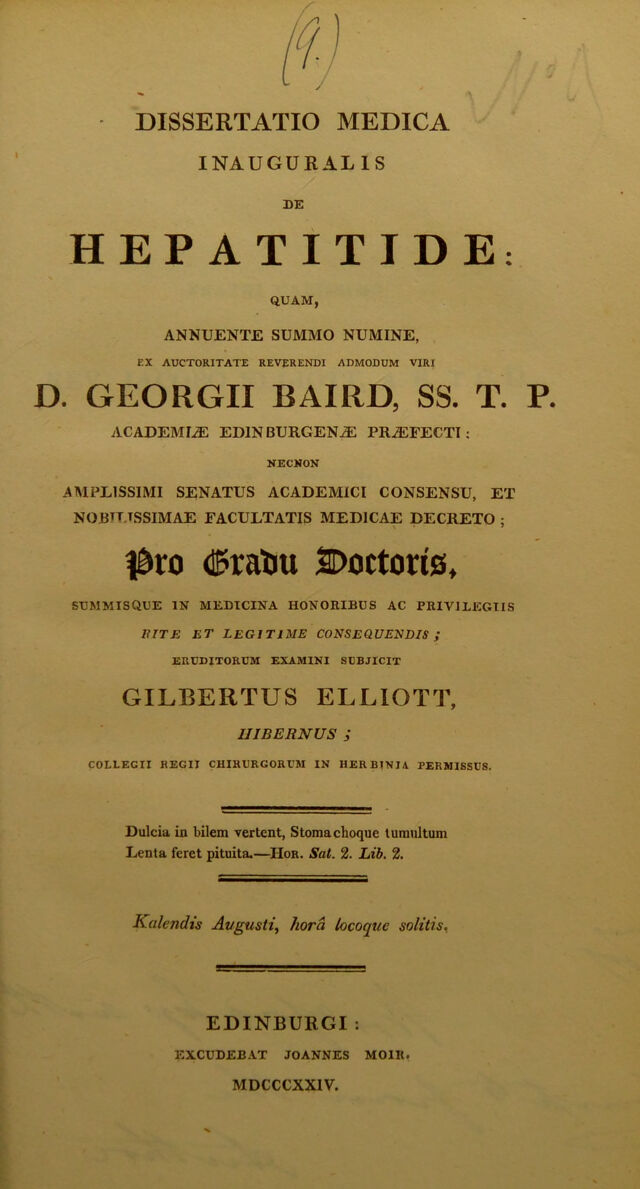 (9.)
DISSERTATIO MEDICA
INAUGURALIS
DE
HEPATITIDE:
QUAM,
ANNUENTE SUMMO NUMINE,
EX AUCTORITATE REVERENDI ADMODUM VIRI
D. GEORGII BAIRD, SS. T. P.
ACADEMIÆ EDINBURGENÆ PRÆFECTI:
NECNON
AMPLISSIMI SENATUS ACADEMICI CONSENSU, ET
NOBILISSIMAE FACULTATIS MEDICAE DECRETO;
Pro Gradu Doctoris,
SUMMISQUE IN MEDICINA HONORIBUS AC PRIVILEGIIS
RITE ET LEGITIME CONSEQUENDIS;
ERUDITORUM EXAMINI SUBJICIT
GILBERTUS ELLIOTT,
HIBERNUS;
COLLEGII REGII CHIRURGORUM IN HERBINIA PERMISSUS.
Dulcia in bilem vertent, Stomachoque tumultum
Lenta feret pituita.—HOR. Sat. 2. Lib. 2.
Kalendis Augusti, horâ locoque solitis.
EDINBURGI:
EXCUDEBAT JOANNES MOIR.
MDCCCXXIV.